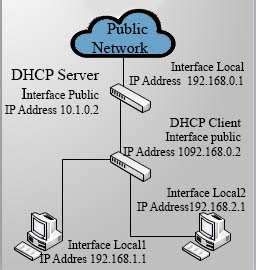 Public
Network
Interface Local
IP Address 192.168.0.1
DHCP Server
Interface Public
IP Address 10.1.0.2
DHCP Client
Interface public
IP Address 1092.168.0.2
Interface Local2
IP Address192.168.2.1
Interface Local1
IP Addres 192.168.1.1